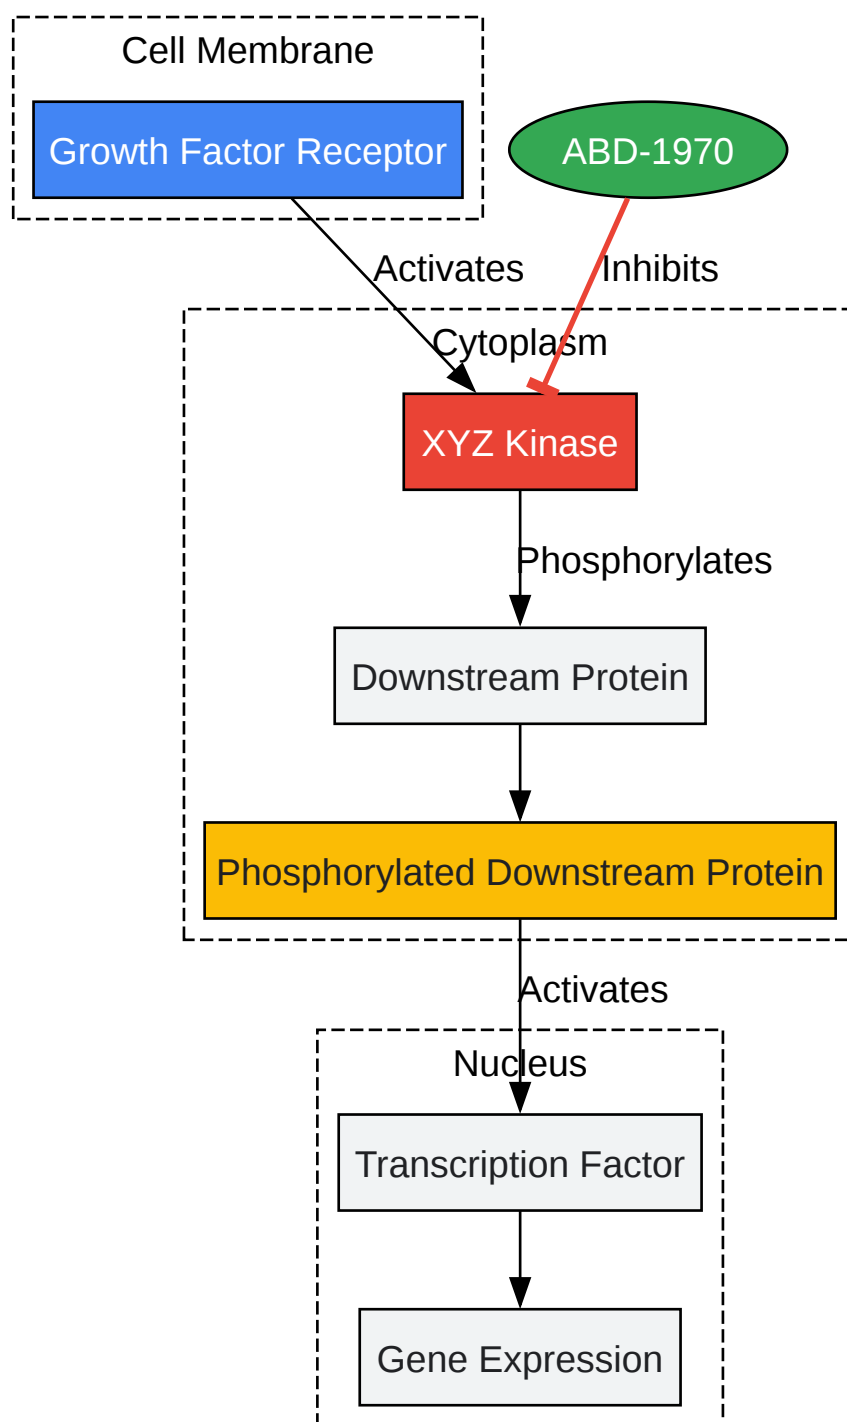 Cell Membrane
Growth Factor Receptor
ABD-1970
Activates
Inhibits
Cytoplasm
XYZ Kinase
Phosphorylates
Downstream Protein
Phosphorylated Downstream Protein
Activates
Nucleus
Transcription Factor
Gene Expression